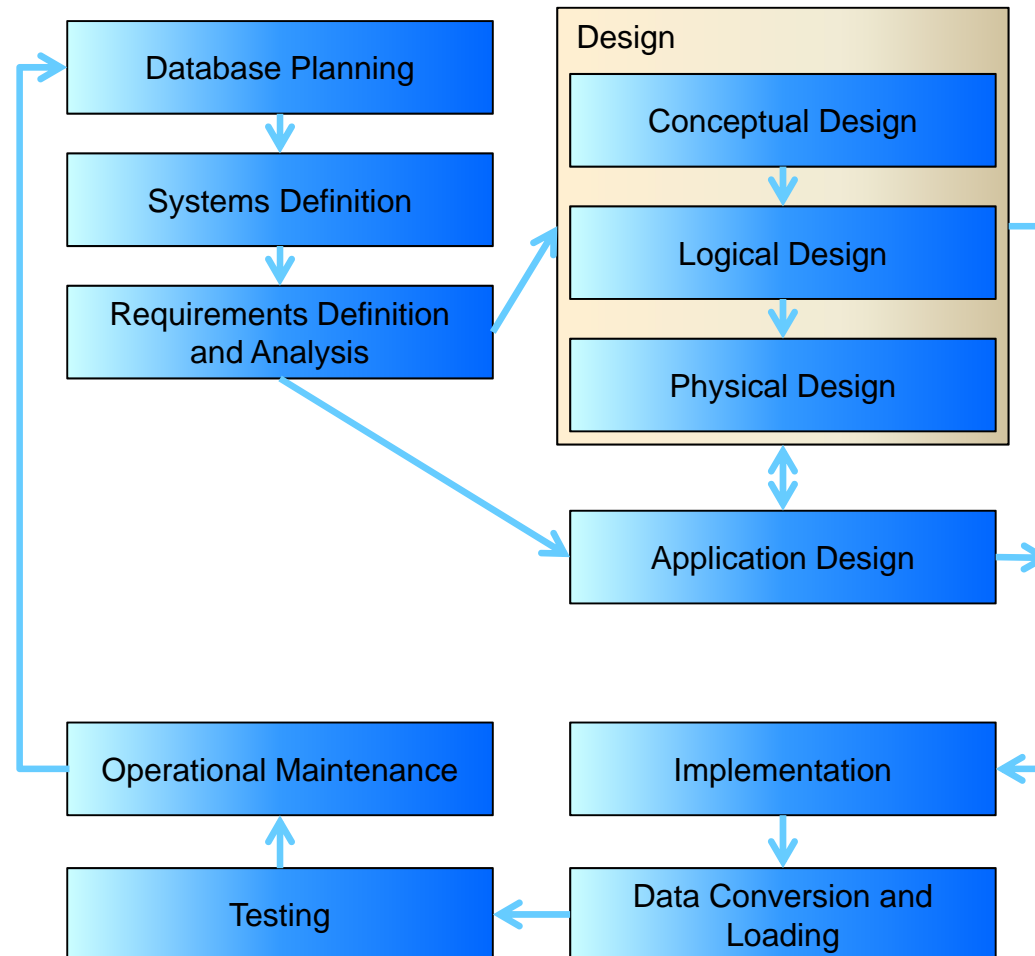 Database Planning
Systems Definition
Requirements Definition
and Analysis
Design
Conceptual Design
Logical Design
Physical Design
Application Design
Operational Maintenance
Implementation
Testing
Data Conversion and
Loading